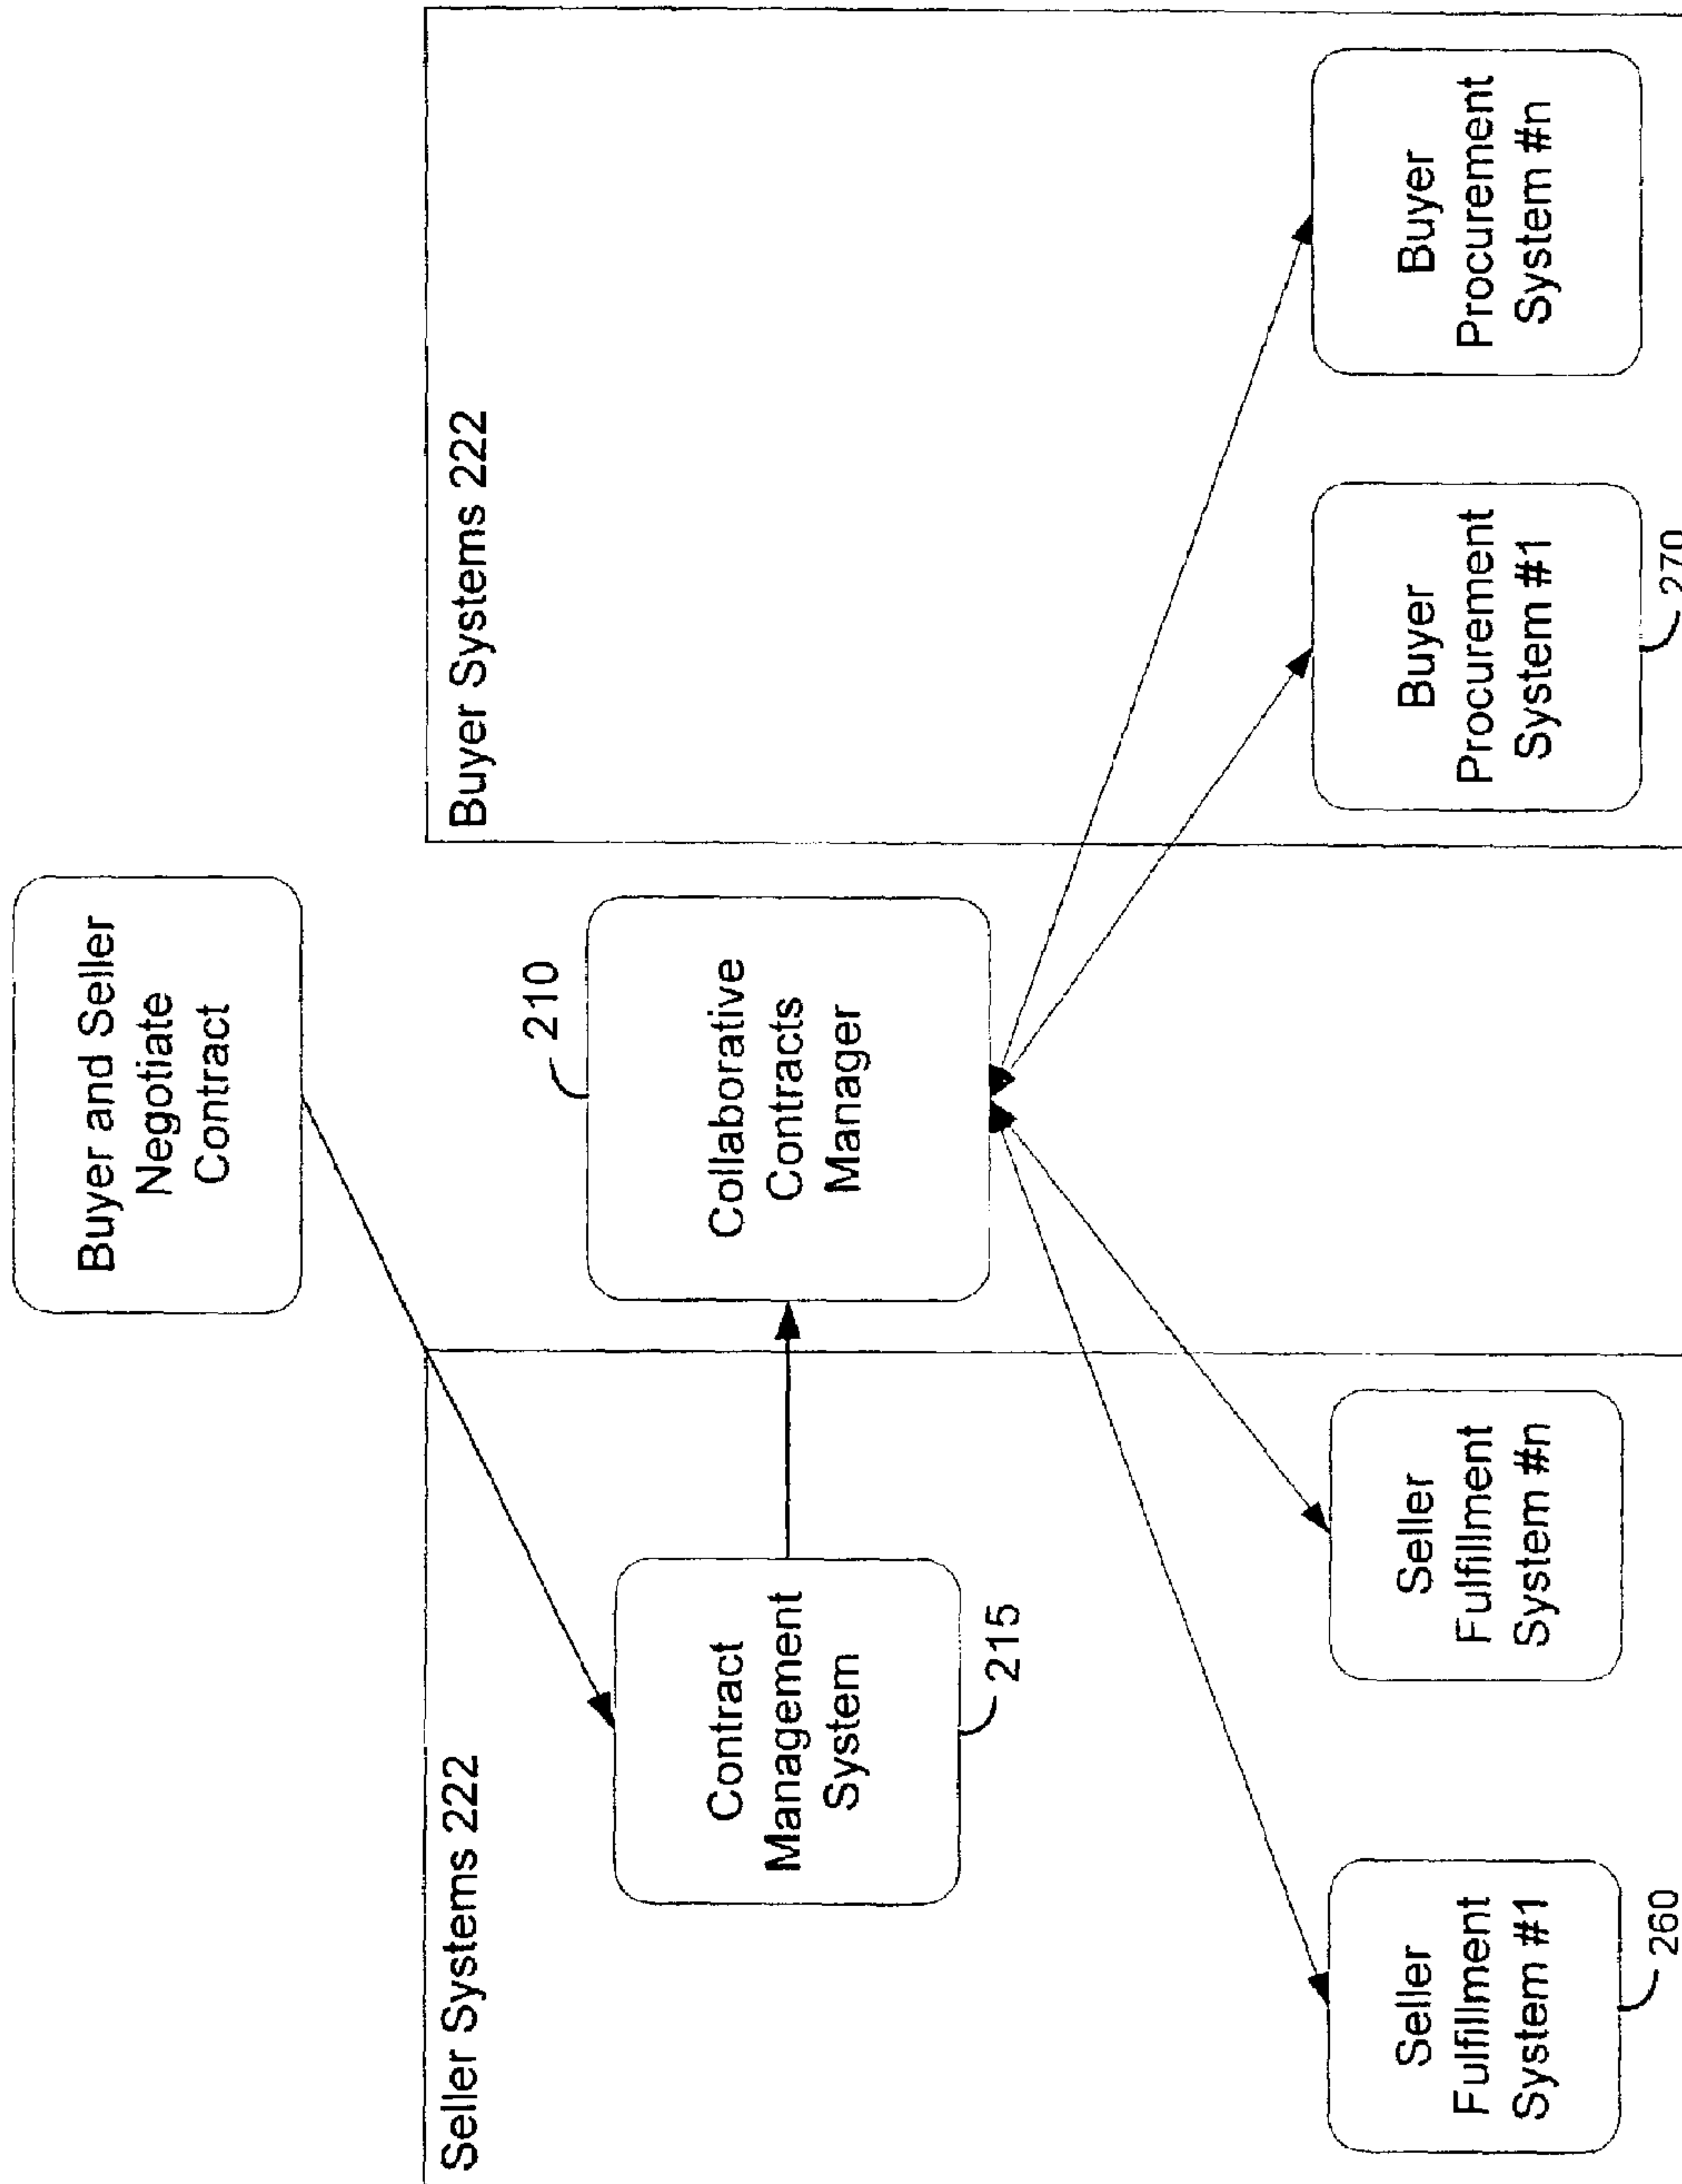 Buyer and Seller
Negotiate
Contract
Seller Systems 222
Buyer Systems 222
210
Contract
Management
System
215
Collaborative
Contracts
Manager
Seller
Fulfillment
System #1
260
Seller
Fulfillment
System #n
Buyer
Procurement
System #1
270
Buyer
Procurement
System #n